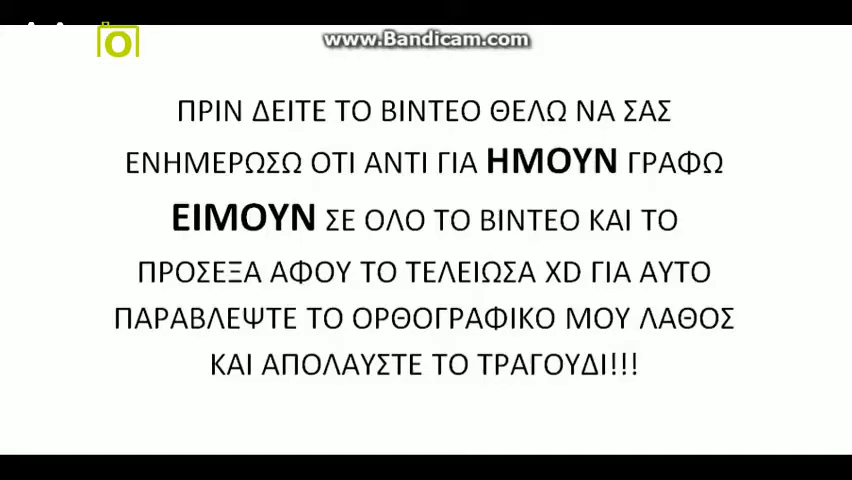 www.Bandicam.com
ΠΡΙΝ ΔΕΙΤΕ ΤΟ ΒΙΝΤΕΟ ΘΕΛΩ ΝΑ ΣΑΣ
ΕΝΗΜΕΡΩΣΩ ΟΤΙ ΑΝΤΙ ΓΙΑ ΗΜΟΥΝ ΓΡΑΦΩ
ΕΙΜΟΥΝ ΣΕ ΟΛΟ ΤΟ ΒΙΝΤΕΟ ΚΑΙ ΤΟ
ΠΡΟΣΕΞΑ ΑΦΟΥ ΤΟ ΤΕΛΕΙΩΣΑ XD ΓΙΑ ΑΥΤΟ
ΠΑΡΑΒΛΕΨΤΕ ΤΟ ΟΡΘΟΓΡΑΦΙΚΟ ΜΟΥ ΛΑΘΟΣ
ΚΑΙ ΑΠΟΛΑΥΣΤΕ ΤΟ ΤΡΑΓΟΥΔΙ!!!